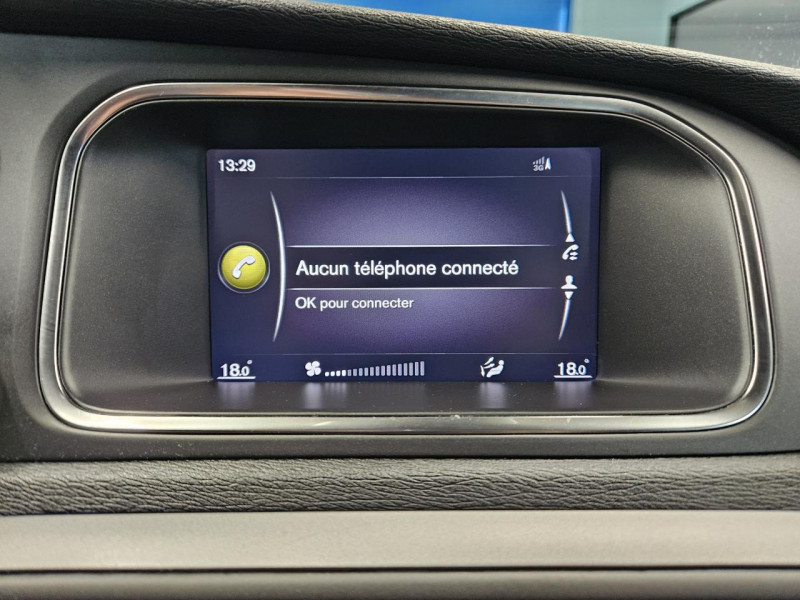 13:29
3G
Aucun téléphone connecté
OK pour connecter
18.0° 18.0°